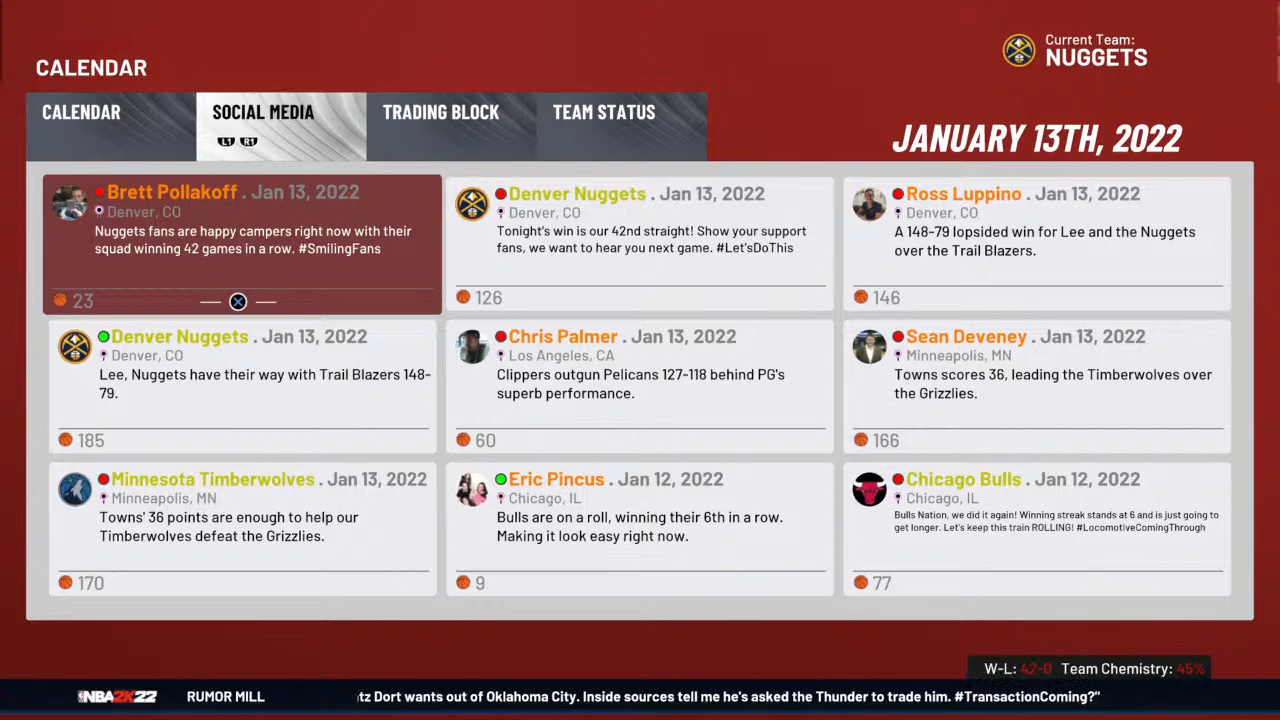 Current Team:
NUGGETS
CALENDAR
CALENDAR
SOCIAL MEDIA
L1 R1
TRADING BLOCK
TEAM STATUS
JANUARY 13TH, 2022
Brett Pollakoff . Jan 13, 2022
Denver, CO
Nuggets fans are happy campers right now with their
squad winning 42 games in a row. #SmilingFans
23
Denver Nuggets . Jan 13, 2022
Denver, CO
Tonight's win is our 42nd straight! Show your support
fans, we want to hear you next game. #Let'sDoThis
126
Ross Luppino . Jan 13, 2022
Denver, CO
A 148-79 lopsided win for Lee and the Nuggets
over the Trail Blazers.
146
Denver Nuggets . Jan 13, 2022
Denver, CO
Lee, Nuggets have their way with Trail Blazers 148-
79.
185
Chris Palmer . Jan 13, 2022
Los Angeles, CA
Clippers outgun Pelicans 127-118 behind PG's
superb performance.
60
Sean Deveney . Jan 13, 2022
Minneapolis, MN
Towns scores 36, leading the Timberwolves over
the Grizzlies.
166
Minnesota Timberwolves . Jan 13, 2022
Minneapolis, MN
Towns' 36 points are enough to help our
Timberwolves defeat the Grizzlies.
170
Eric Pincus . Jan 12, 2022
Chicago, IL
Bulls are on a roll, winning their 6th in a row.
Making it look easy right now.
9
Chicago Bulls . Jan 12, 2022
Chicago, IL
Bulls Nation, we did it again! Winning streak stands at 6 and is just going to
get longer. Let's keep this train ROLLING! #LocomotiveComingThrough
77
W-L: 42-0 Team Chemistry: 45%
NBA2K22
RUMOR MILL
tz Dort wants out of Oklahoma City. Inside sources tell me he's asked the Thunder to trade him. #TransactionComing?"